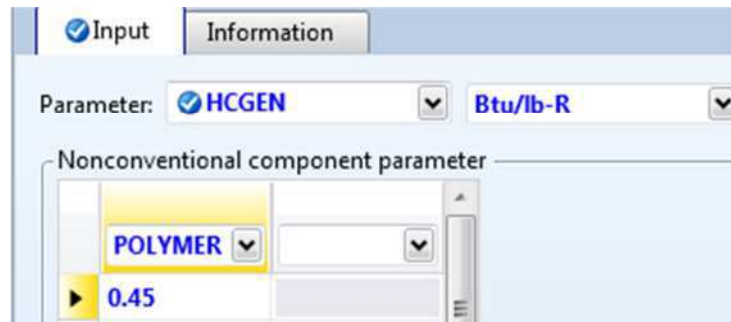 Input Information
Parameter: HCGEN Btu/lb-R
Nonconventional component parameter
POLYMER
0.45